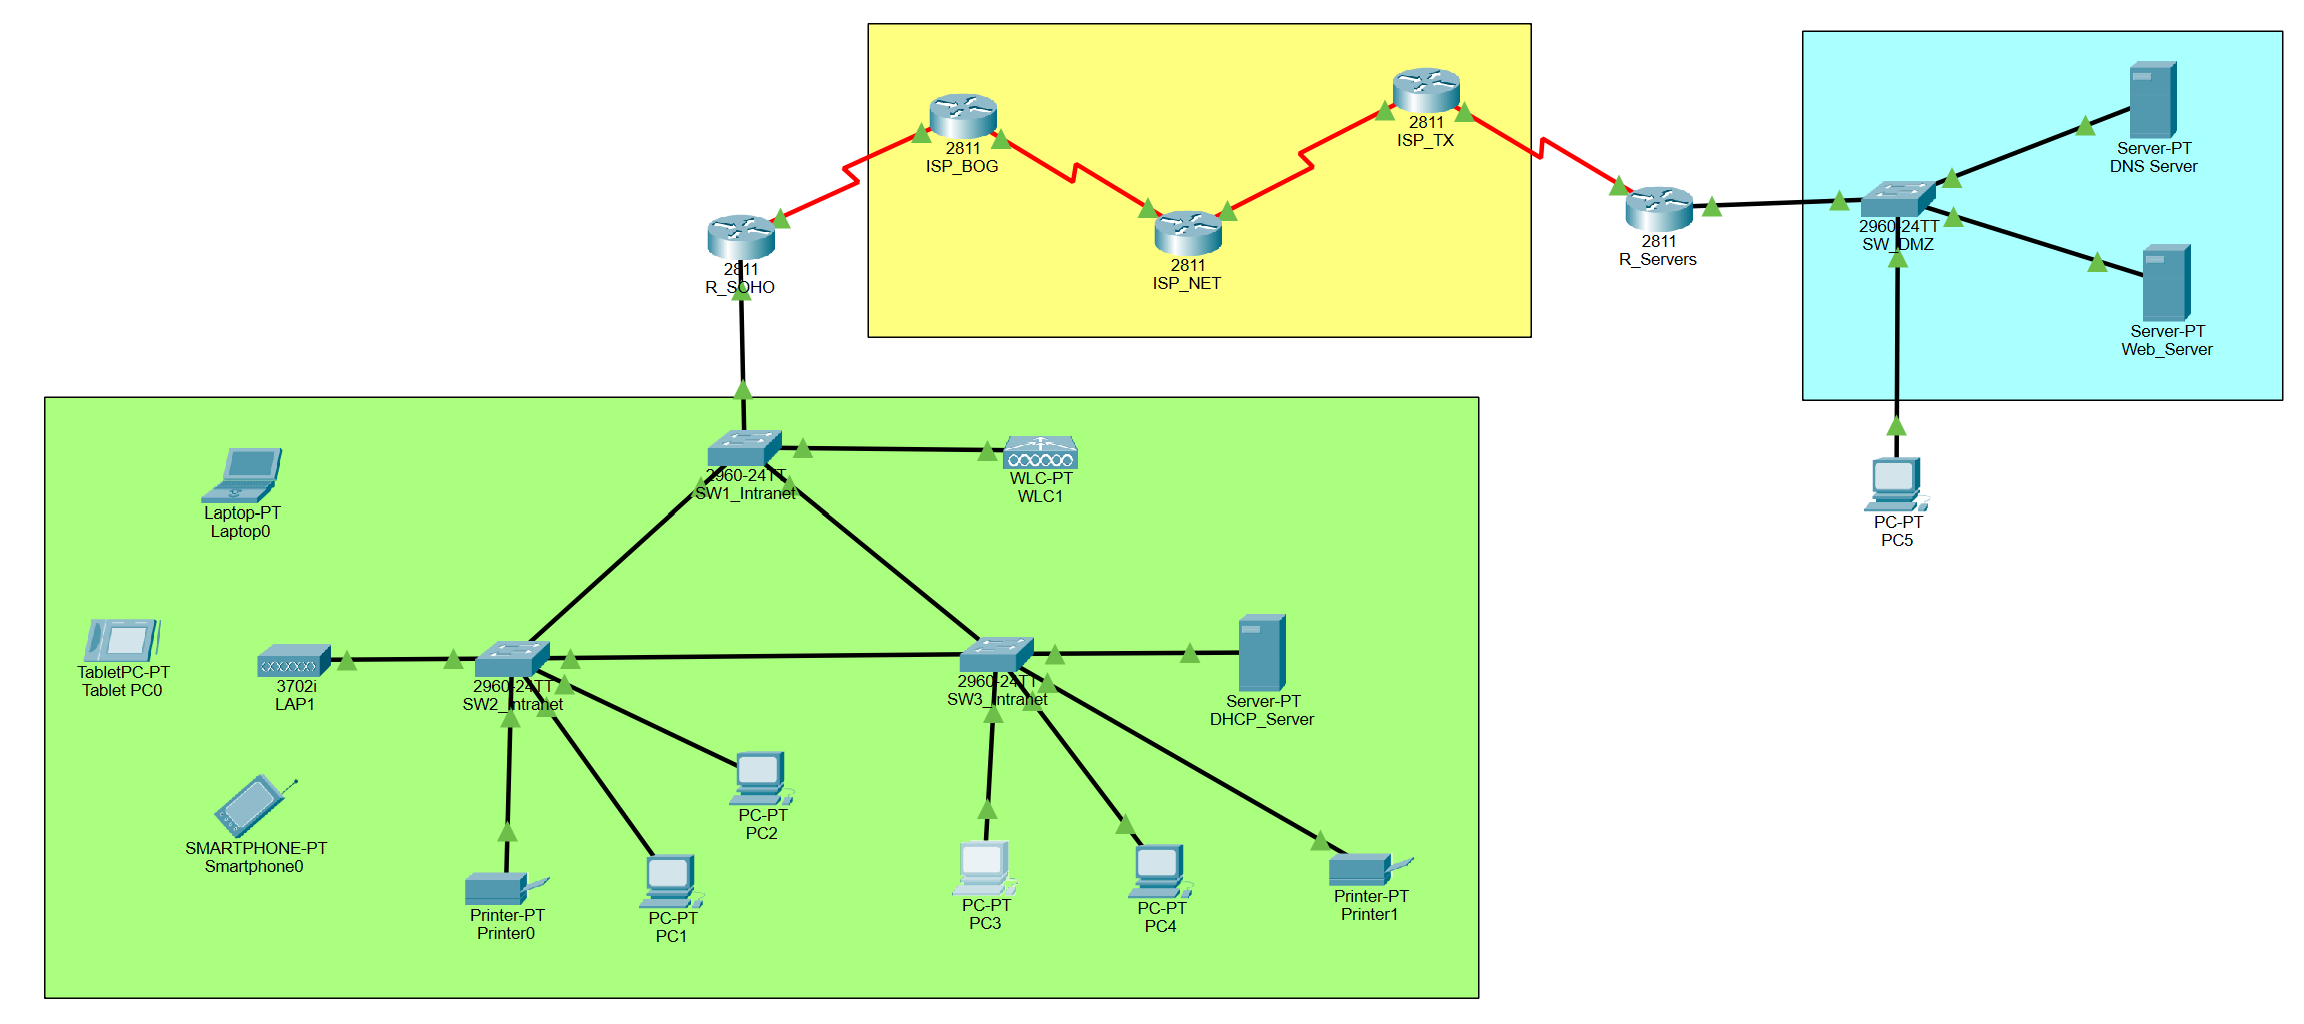 2811
ISP_BOG
2811
ISP_TX
2811
ISP_NET
2811
R_SOHO
2811
R_Servers
Server-PT
DNS Server
2960-24TT
SW_DMZ
Server-PT
Web_Server
PC-PT
PC5
2960-24TT
SW1_Intranet
WLC-PT
WLC1
Laptop-PT
Laptop0
TabletPC-PT
Tablet PC0
3702i
LAP1
2960-24TT
SW2_Intranet
2960-24TT
SW3_Intranet
Server-PT
DHCP_Server
SMARTPHONE-PT
Smartphone0
PC-PT
PC2
Printer-PT
Printer0
PC-PT
PC1
PC-PT
PC3
PC-PT
PC4
Printer-PT
Printer1